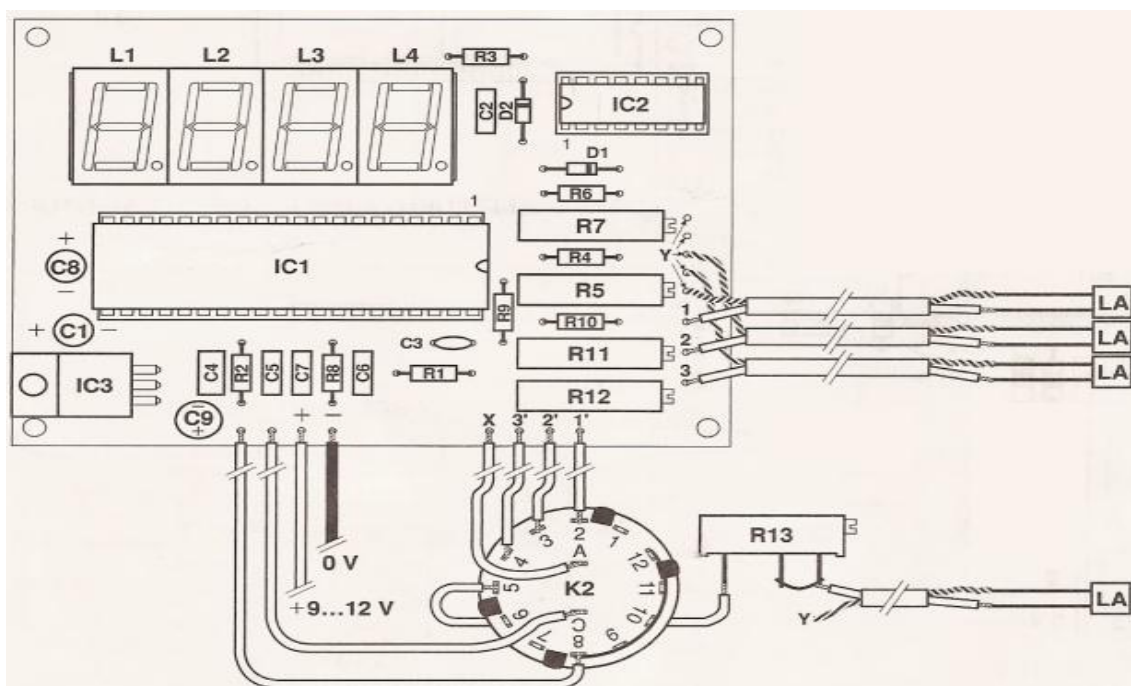 L1 L2 L3 L4
R3
C2
D2
IC2
1
D1
R6
1
R7
+
C8
-
IC1
Y
R4
R5
R9
1
LA
+ C1 -
R10
2
LA
C3
R11
3
LA
IC3
C4
R2
C5
C7
R8
C6
R1
R12
-
C9
+
+ -
X 3' 2' 1'
0 V
+9...12 V
1
2
3
4
5
6
7
8
9
10
11
12
A
K2
C
R13
Y
LA